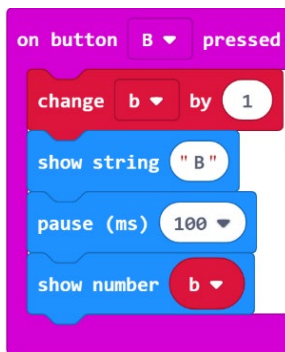 on button B pressed
change b by 1
show string "B"
pause (ms) 100
show number b